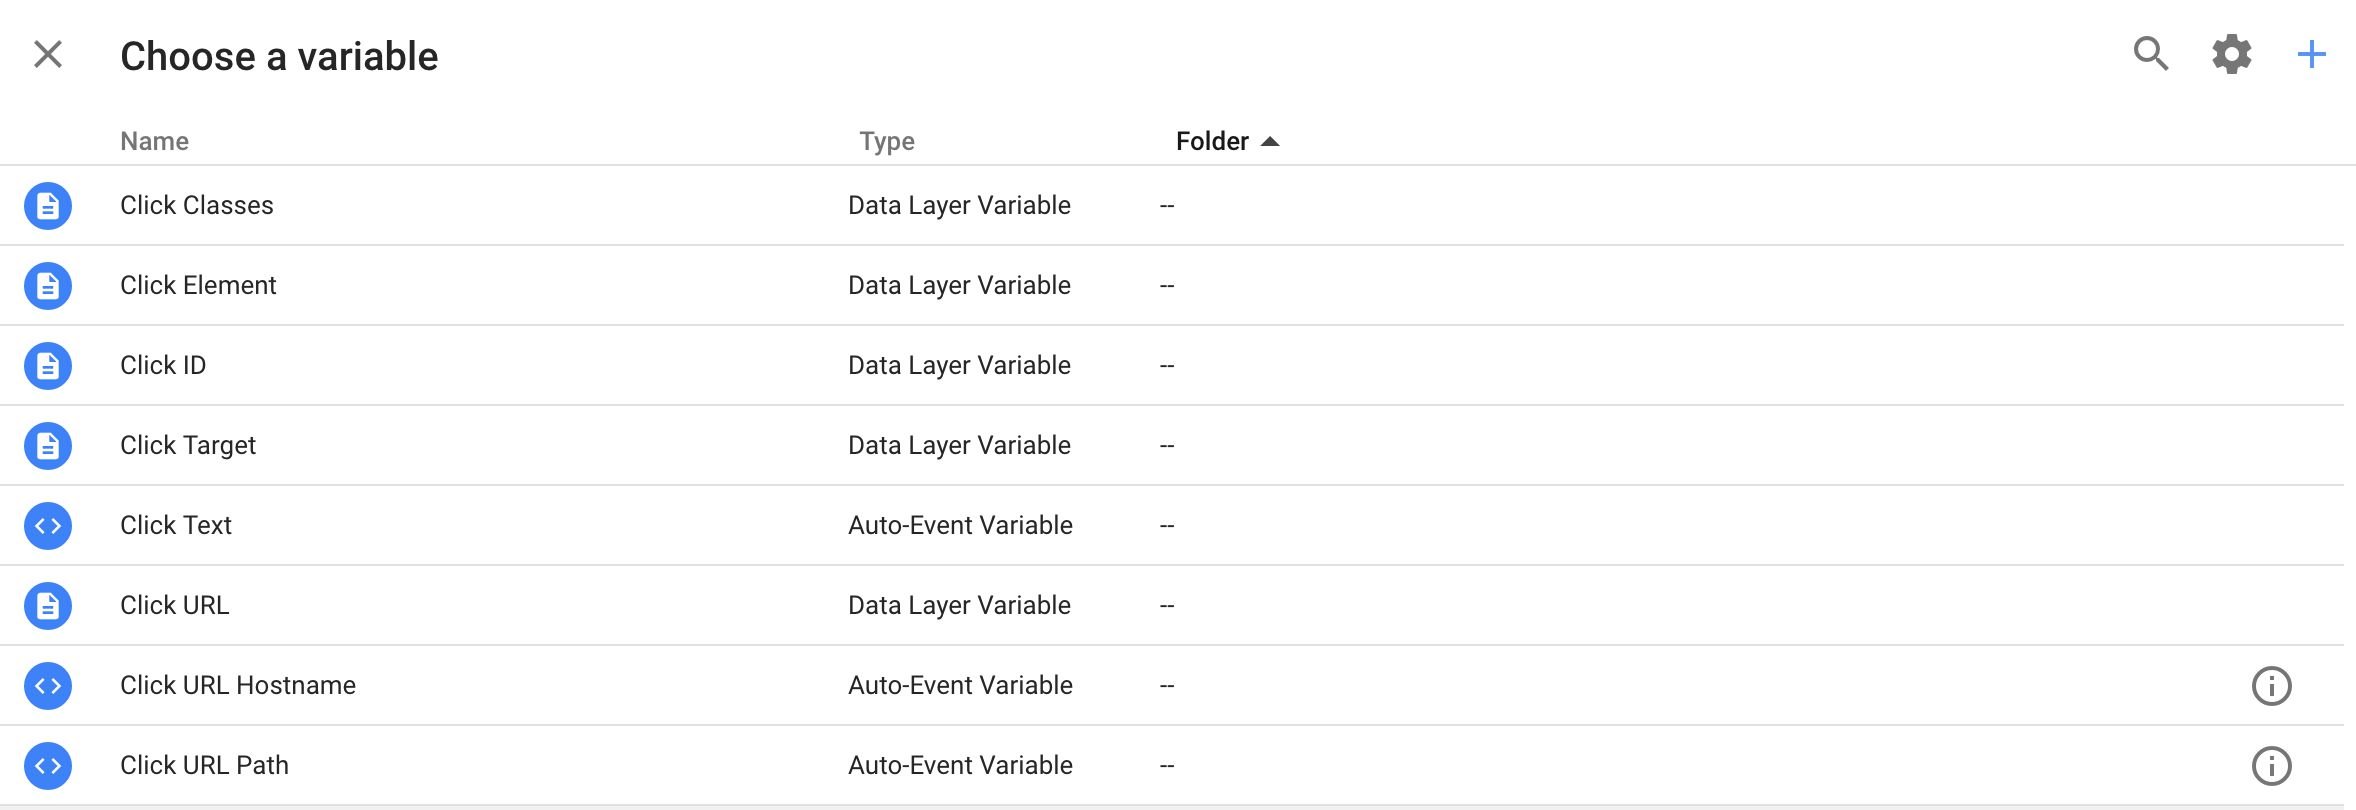 Choose a variable
Name Type Folder
Click Classes Data Layer Variable --
Click Element Data Layer Variable --
Click ID Data Layer Variable --
Click Target Data Layer Variable --
Click Text Auto-Event Variable --
Click URL Data Layer Variable --
Click URL Hostname Auto-Event Variable --
Click URL Path Auto-Event Variable --